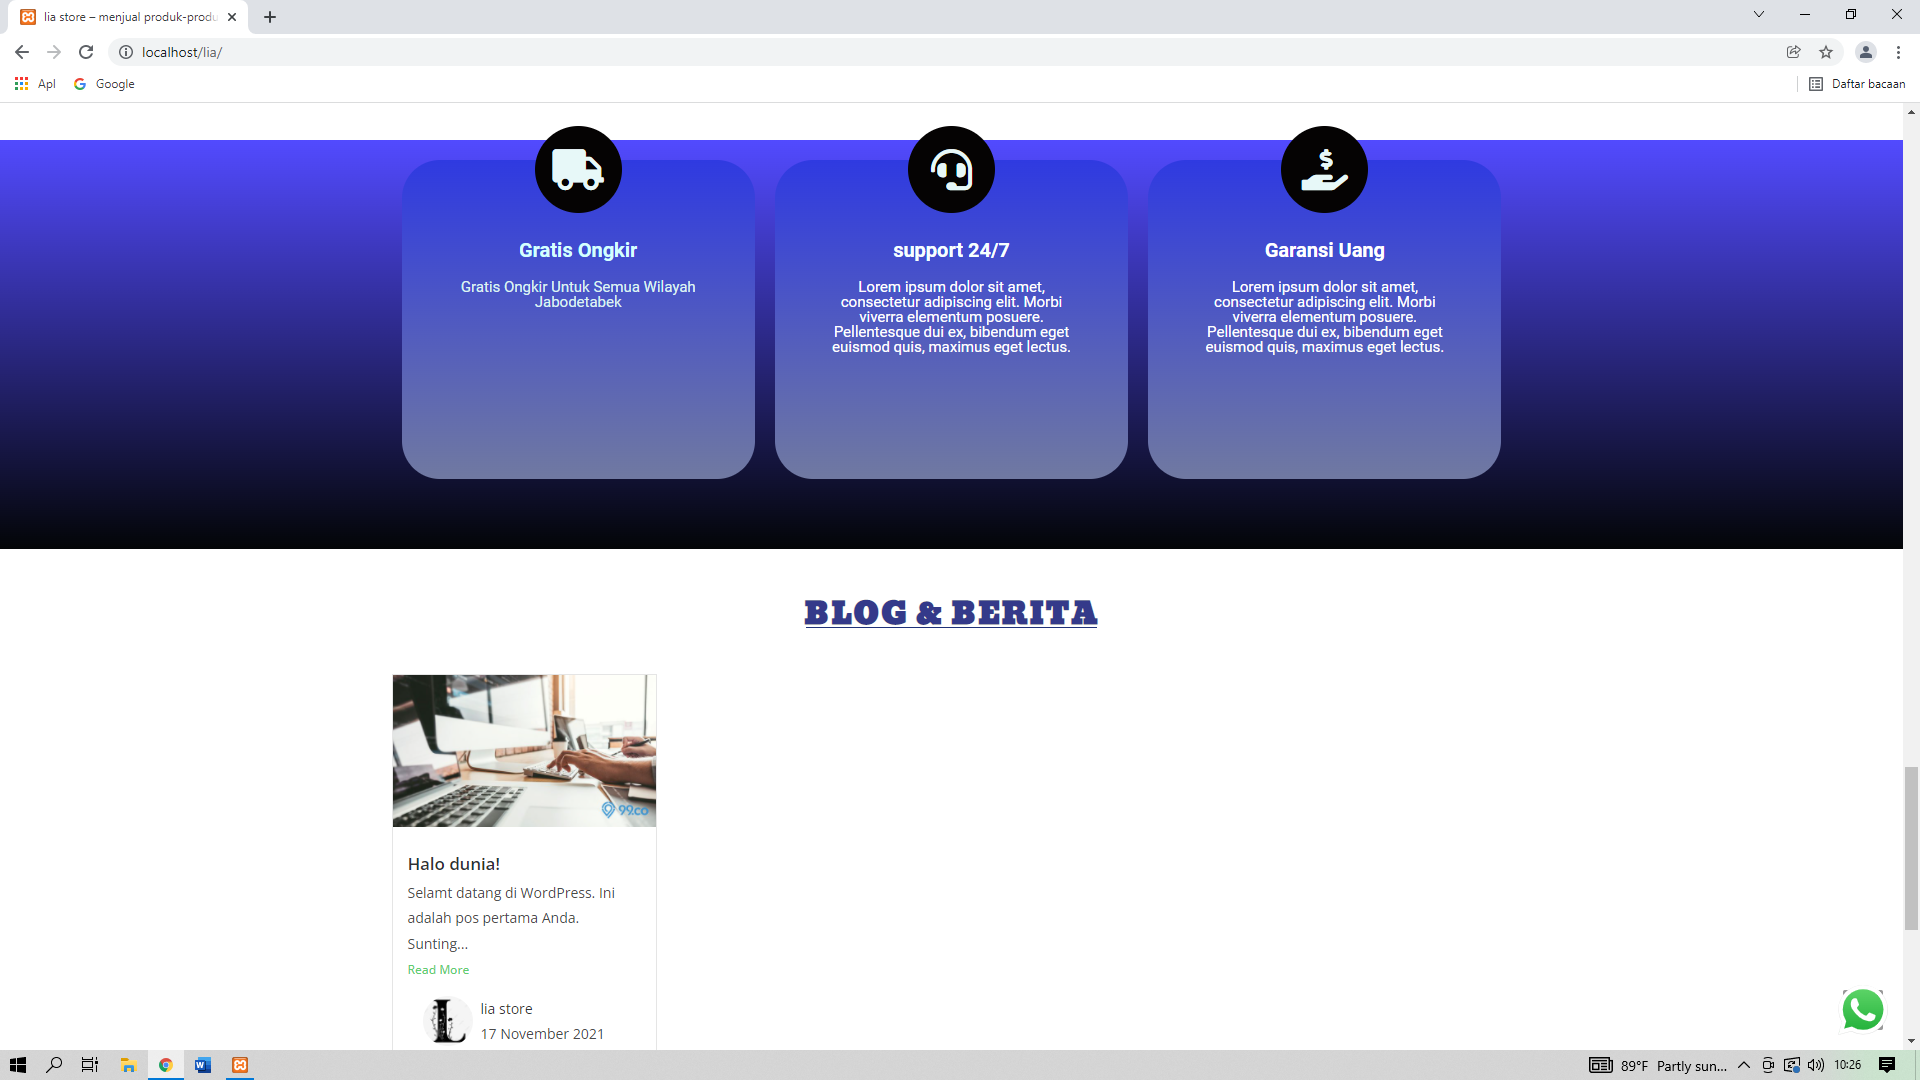 lia store – menjual produk-produ
localhost/lia/
Apl
Google
Daftar bacaan
$
Gratis Ongkir
Gratis Ongkir Untuk Semua Wilayah
Jabodetabek
support 24/7
Lorem ipsum dolor sit amet,
consectetur adipiscing elit. Morbi
viverra elementum posuere.
Pellentesque dui ex, bibendum eget
euismod quis, maximus eget lectus.
Garansi Uang
Lorem ipsum dolor sit amet,
consectetur adipiscing elit. Morbi
viverra elementum posuere.
Pellentesque dui ex, bibendum eget
euismod quis, maximus eget lectus.
BLOG & BERITA
99.co
Halo dunia!
Selamt datang di WordPress. Ini
adalah pos pertama Anda.
Sunting...
Read More
L
lia store
17 November 2021
89°F Partly sun...
10:26